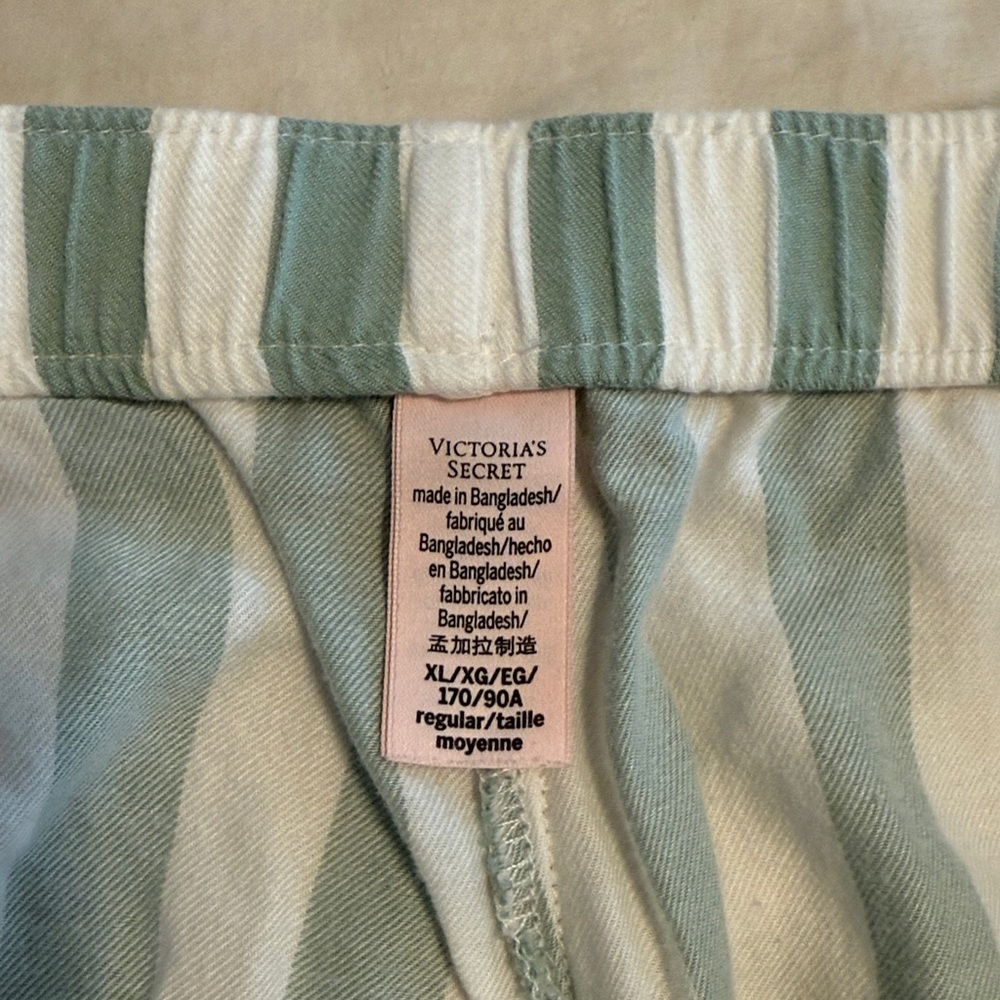 VICTORIA'S
SECRET
made in Bangladesh/
fabriqué au
Bangladesh/hecho
en Bangladesh/
fabbricato in
Bangladesh/
孟加拉制造
XL/XG/EG/
170/90A
regular/taille
moyenne